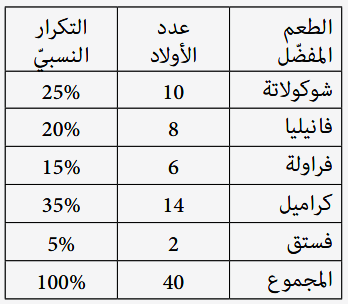 الطعم المفضّل	عدد الأولاد	التكرار النسبيّ
شوكولاتة	10	25%
ڤانيليا	8	20%
فراولة	6	15%
كراميل	14	35%
فستق	2	5%
المجموع	40	100%